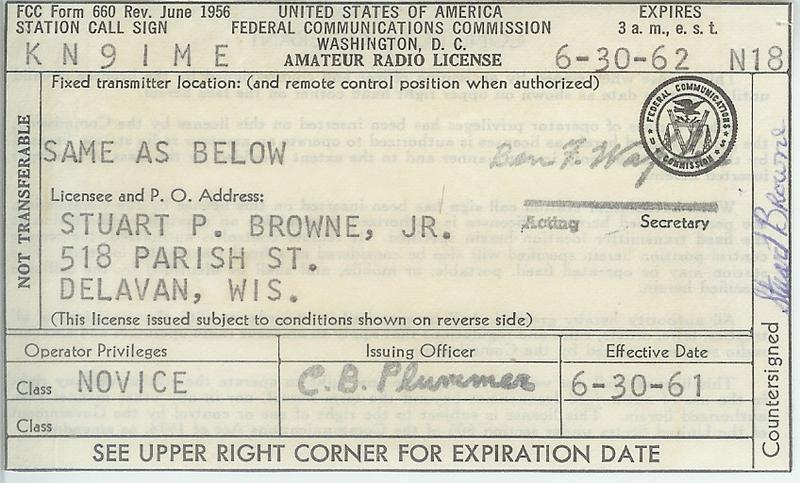 FCC Form 660 Rev. June 1956
UNITED STATES OF AMERICA
EXPIRES
STATION CALL SIGN
FEDERAL COMMUNICATIONS COMMISSION
3 a.m., e. s. t.
WASHINGTON, D. C.
KN9IME
AMATEUR RADIO LICENSE
6-30-62 N18
Fixed transmitter location: (and remote control position when authorized)
FEDERAL COMMUNICATIONS COMMISSION
NOT TRANSFERABLE
SAME AS BELOW
Ben F. Wap
Licensee and P. O. Address:
Acting Secretary
STUART P. BROWNE, JR.
518 PARISH ST.
DELAVAN, WIS.
(This license issued subject to conditions shown on reverse side)
Countersigned
Stuart Browne
Operator Privileges
Issuing Officer
Effective Date
Class NOVICE
C. B. Plummer
6-30-61
Class
SEE UPPER RIGHT CORNER FOR EXPIRATION DATE